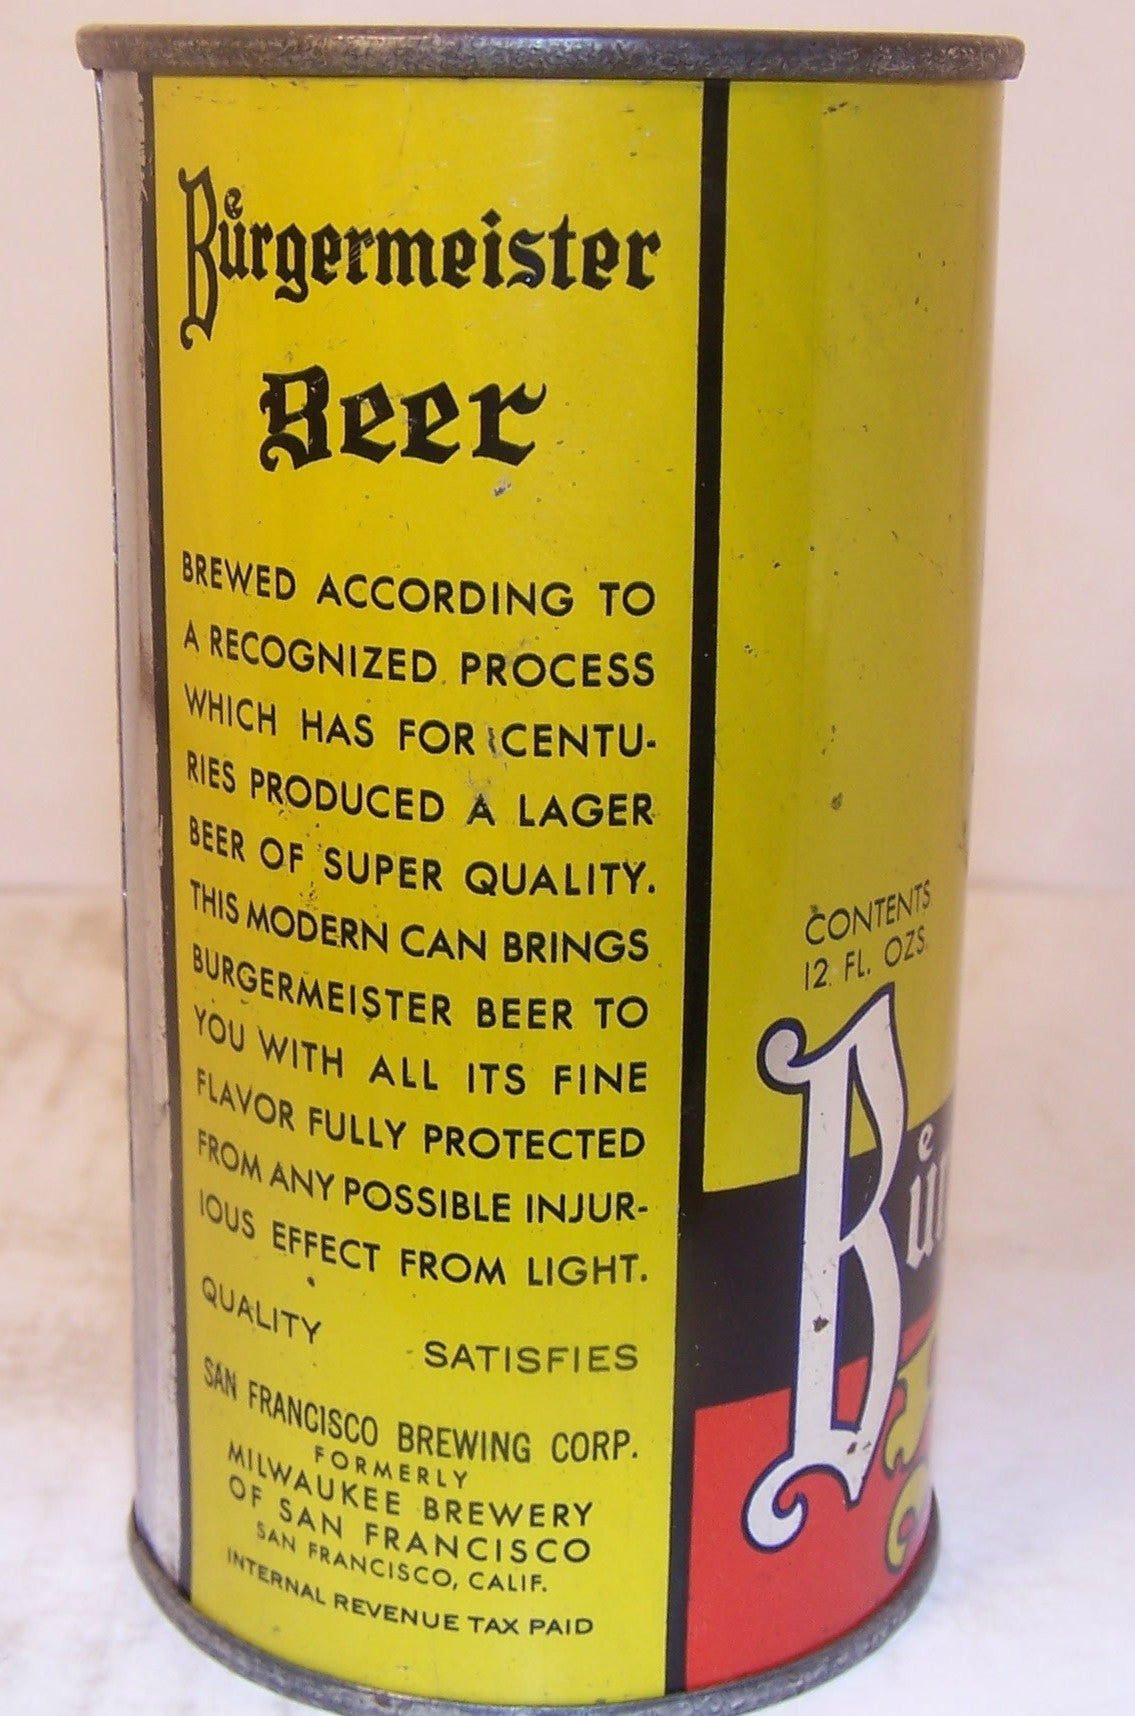 Bürgermeister
Beer
BREWED ACCORDING TO
A RECOGNIZED PROCESS
WHICH HAS FOR CENTU-
RIES PRODUCED A LAGER
BEER OF SUPER QUALITY.
THIS MODERN CAN BRINGS
BURGERMEISTER BEER TO
YOU WITH ALL ITS FINE
FLAVOR FULLY PROTECTED
FROM ANY POSSIBLE INJUR-
IOUS EFFECT FROM LIGHT.
QUALITY SATISFIES
SAN FRANCISCO BREWING CORP.
FORMERLY
MILWAUKEE BREWERY
OF SAN FRANCISCO
SAN FRANCISCO, CALIF.
INTERNAL REVENUE TAX PAID
CONTENTS
12 FL. OZS.
Bü